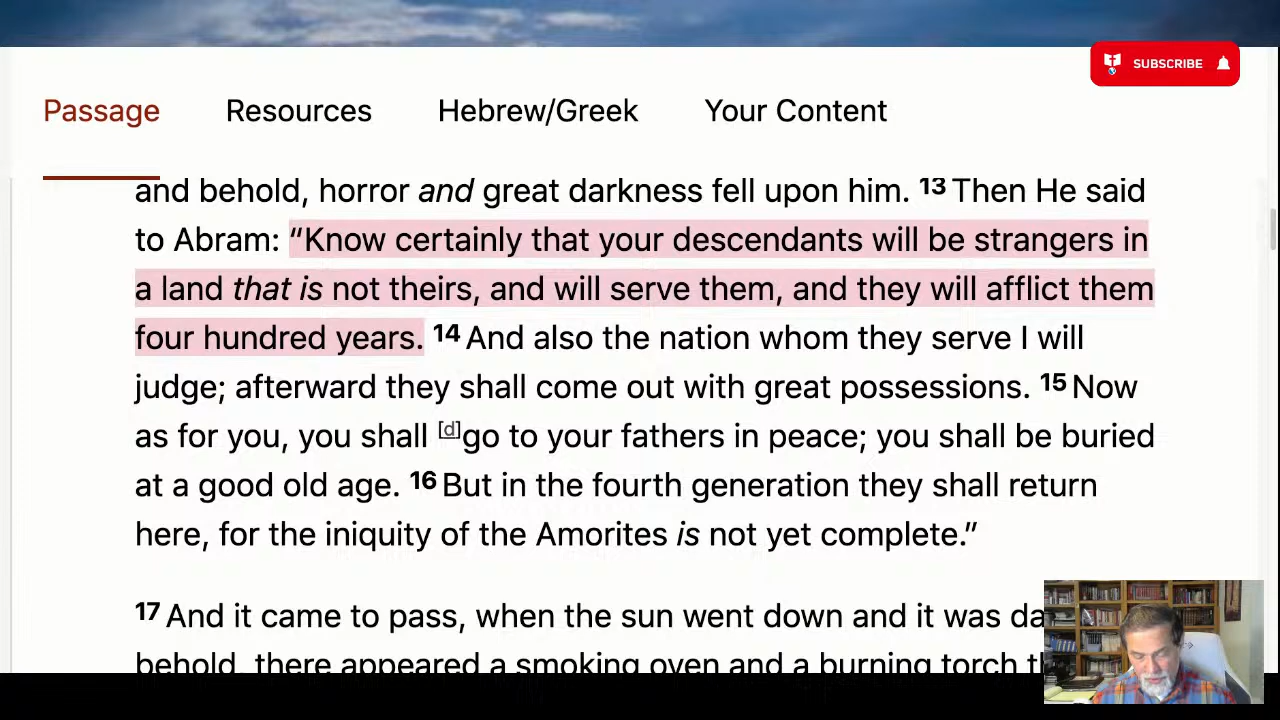 SUBSCRIBE
Passage Resources Hebrew/Greek Your Content
and behold, horror and great darkness fell upon him. 13 Then He said
to Abram: “Know certainly that your descendants will be strangers in
a land that is not theirs, and will serve them, and they will afflict them
four hundred years. 14 And also the nation whom they serve I will
judge; afterward they shall come out with great possessions. 15 Now
as for you, you shall [d]go to your fathers in peace; you shall be buried
at a good old age. 16 But in the fourth generation they shall return
here, for the iniquity of the Amorites is not yet complete.”
17 And it came to pass, when the sun went down and it was
behold, there appeared a smoking oven and a burning torch